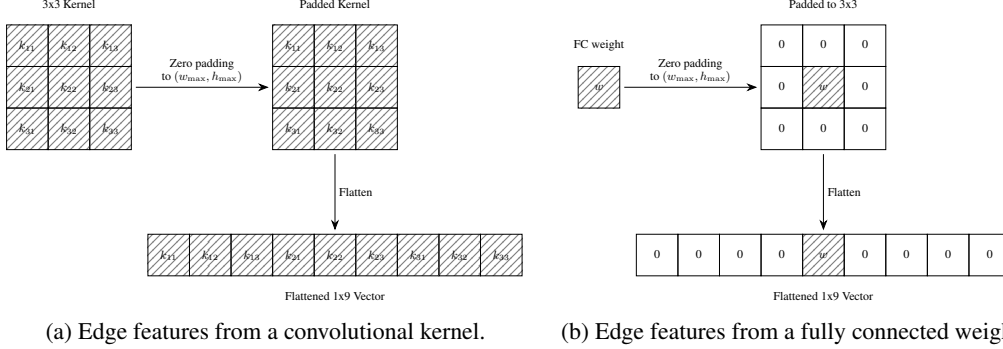 3x3 Kernel
k11 k12 k13
k21 k22 k23
k31 k32 k33
Zero padding
to (wmax, hmax)
Padded Kernel
k11 k12 k13
k21 k22 k23
k31 k32 k33
Flatten
k11 k12 k13 k21 k22 k23 k31 k32 k33
Flattened 1x9 Vector
(a) Edge features from a convolutional kernel.
FC weight
w
Zero padding
to (wmax, hmax)
Padded to 3x3
0 0 0
0 w 0
0 0 0
Flatten
0 0 0 0 w 0 0 0 0
Flattened 1x9 Vector
(b) Edge features from a fully connected weigh